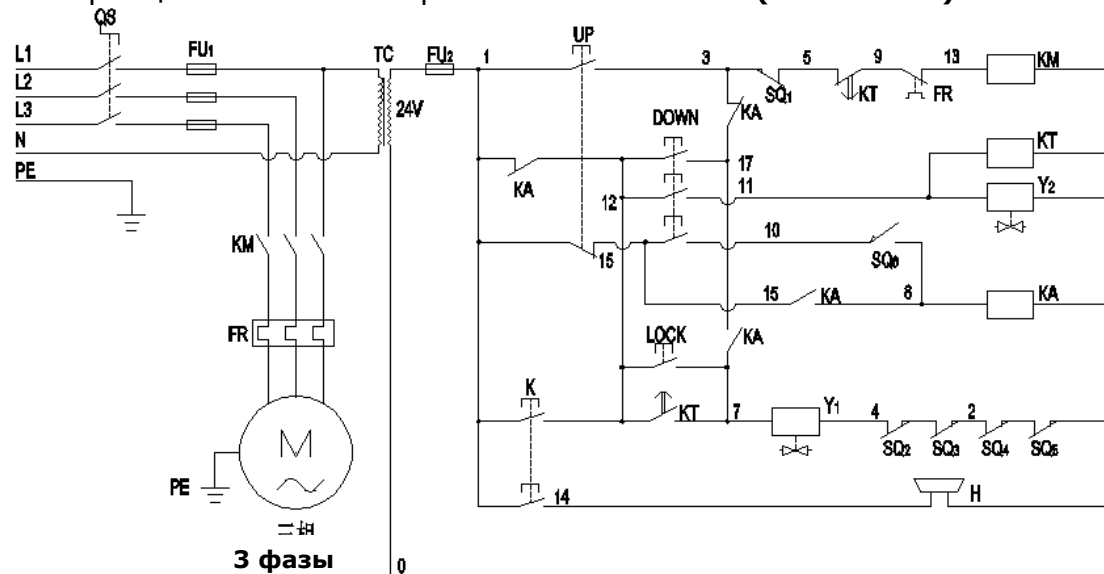 QS
L1 FU1 TC FU2 1 UP 3 5 9 13 KM
L2
L3
N
PE
24V
SQ1 KT FR
KA
DOWN
17
KT
KA
12
11
Y2
15
10
SQ6
15 KA 8 KA
KM
FR
LOCK
KA
K
KT 7 Y1 4 2
SQ2 SQ3 SQ4 SQ5
M
PE
14
H
3 фазы
0